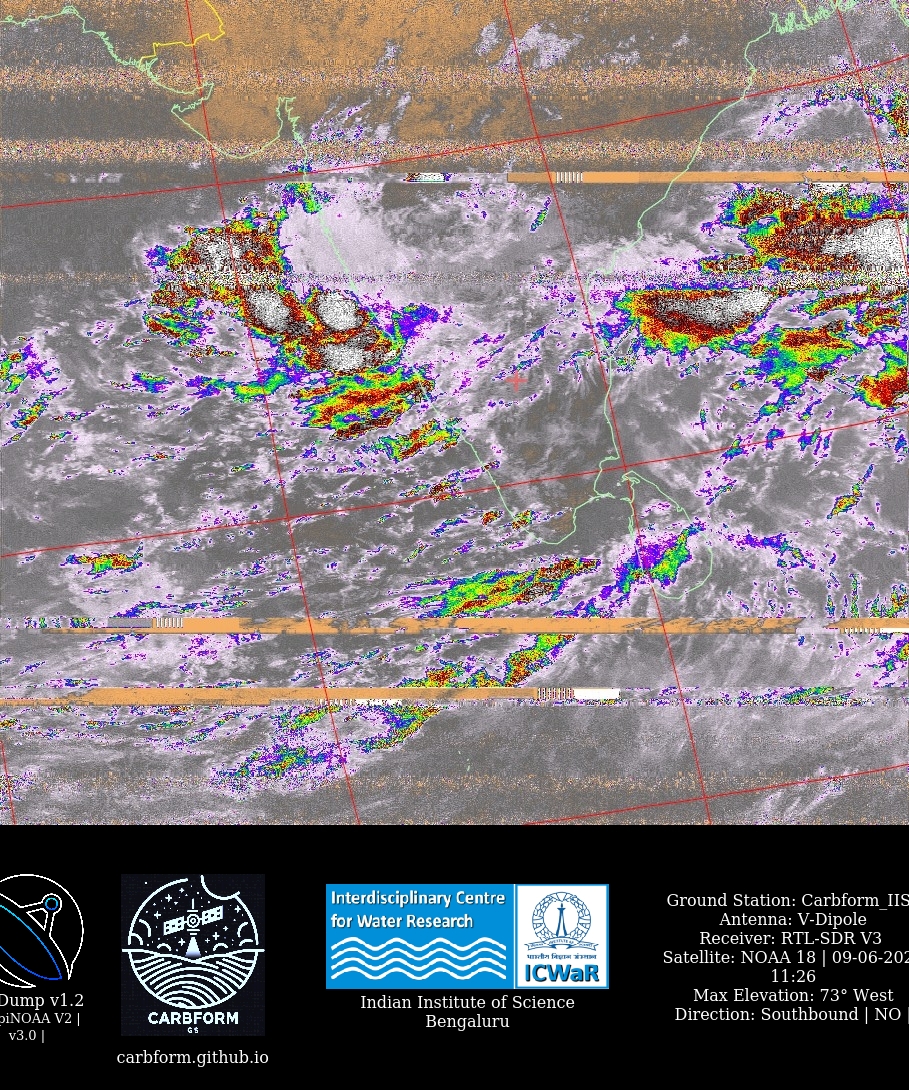 Dump v1.2
piNOAA V2 |
v3.0 |
CARBFORM
GS
carbform.github.io
Interdisciplinary Centre
for Water Research
भारतीय विज्ञान संस्थान
ICWaR
Indian Institute of Science
Bengaluru
Ground Station: Carbform_IIS
Antenna: V-Dipole
Receiver: RTL-SDR V3
Satellite: NOAA 18 | 09-06-202
11:26
Max Elevation: 73° West
Direction: Southbound | NO |